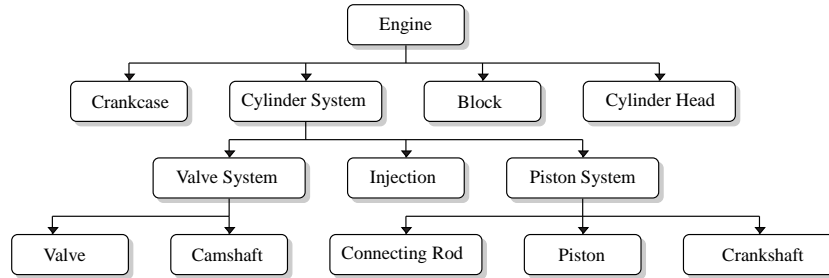 Engine
Crankcase
Cylinder System
Block
Cylinder Head
Valve System
Injection
Piston System
Valve
Camshaft
Connecting Rod
Piston
Crankshaft